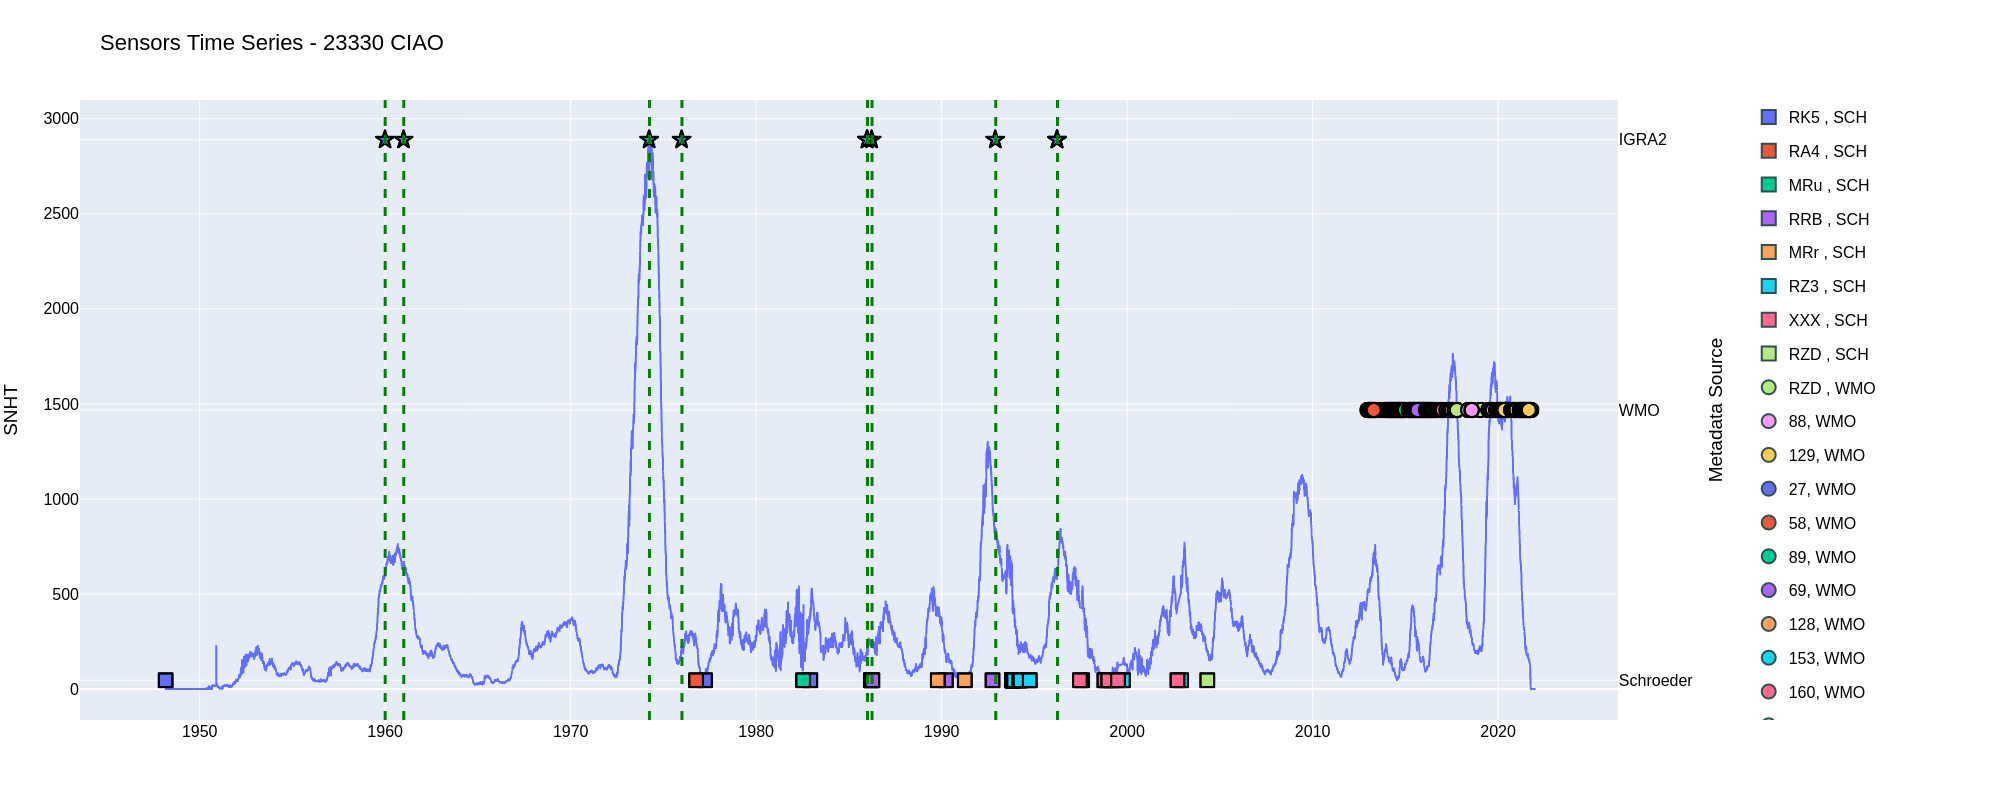 Sensors Time Series - 23330 CIAO
SNHT
3000
2500
2000
1500
1000
500
0
1950
1960
1970
1980
1990
2000
2010
2020
IGRA2
WMO
Schroeder
Metadata Source
RK5 , SCH
RA4 , SCH
MRu , SCH
RRB , SCH
MRr , SCH
RZ3 , SCH
XXX , SCH
RZD , SCH
RZD , WMO
88, WMO
129, WMO
27, WMO
58, WMO
89, WMO
69, WMO
128, WMO
153, WMO
160, WMO